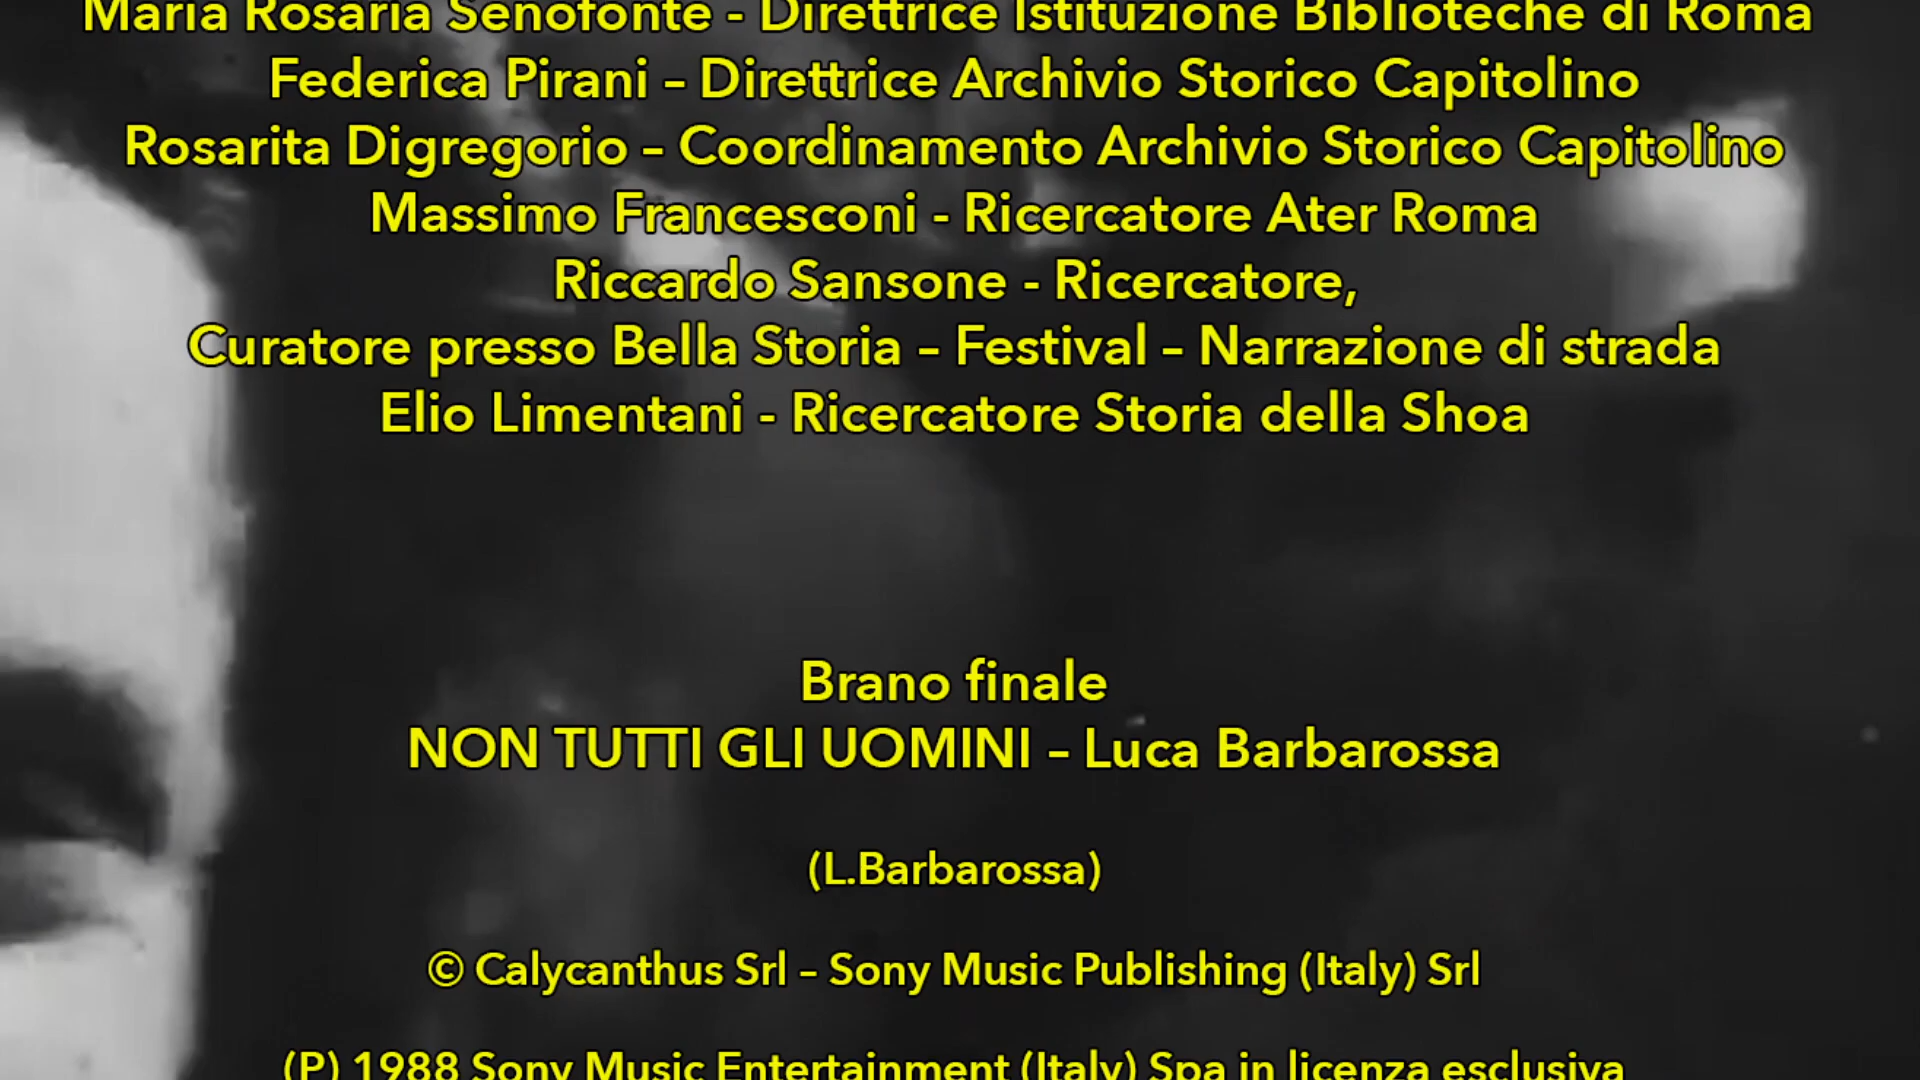 Maria Rosaria Senofonte - Direttrice Istituzione Biblioteche di Roma
Federica Pirani – Direttrice Archivio Storico Capitolino
Rosarita Digregorio – Coordinamento Archivio Storico Capitolino
Massimo Francesconi - Ricercatore Ater Roma
Riccardo Sansone - Ricercatore,
Curatore presso Bella Storia – Festival – Narrazione di strada
Elio Limentani - Ricercatore Storia della Shoa
Brano finale
NON TUTTI GLI UOMINI – Luca Barbarossa
(L.Barbarossa)
© Calycanthus Srl – Sony Music Publishing (Italy) Srl
(P) 1988 Sony Music Entertainment (Italy) Spa in licenza esclusiva